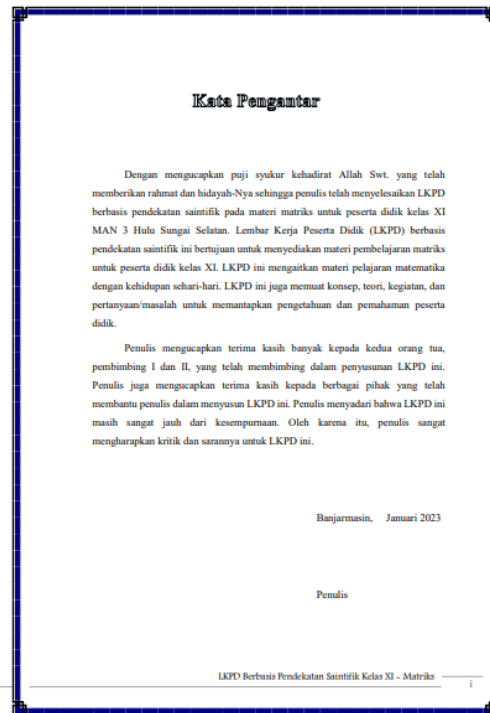 Kata Pengantar
Dengan mengucapkan puji syukur kehadirat Allah Swt. yang telah
memberikan rahmat dan hidayah-Nya sehingga penulis telah menyelesaikan LKPD
berbasis pendekatan saintifik pada materi matriks untuk peserta didik kelas XI
MAN 3 Hulu Sungai Selatan. Lembar Kerja Peserta Didik (LKPD) berbasis
pendekatan saintifik ini bertujuan untuk menyediakan materi pembelajaran matriks
untuk peserta didik kelas XI. LKPD ini mengaitkan materi pelajaran matematika
dengan kehidupan sehari-hari. LKPD ini juga memuat konsep, teori, kegiatan, dan
pertanyaan/masalah untuk memantapkan pengetahuan dan pemahaman peserta
didik.
Penulis mengucapkan terima kasih banyak kepada kedua orang tua,
pembimbing I dan II, yang telah membimbing dalam penyusunan LKPD ini.
Penulis juga mengucapkan terima kasih kepada berbagai pihak yang telah
membantu penulis dalam menyusun LKPD ini. Penulis menyadari bahwa LKPD ini
masih sangat jauh dari kesempurnaan. Oleh karena itu, penulis sangat
mengharapkan kritik dan sarannya untuk LKPD ini.
Banjarmasin, Januari 2023
Penulis
LKPD Berbasis Pendekatan Saintifik Kelas XI – Matriks
i